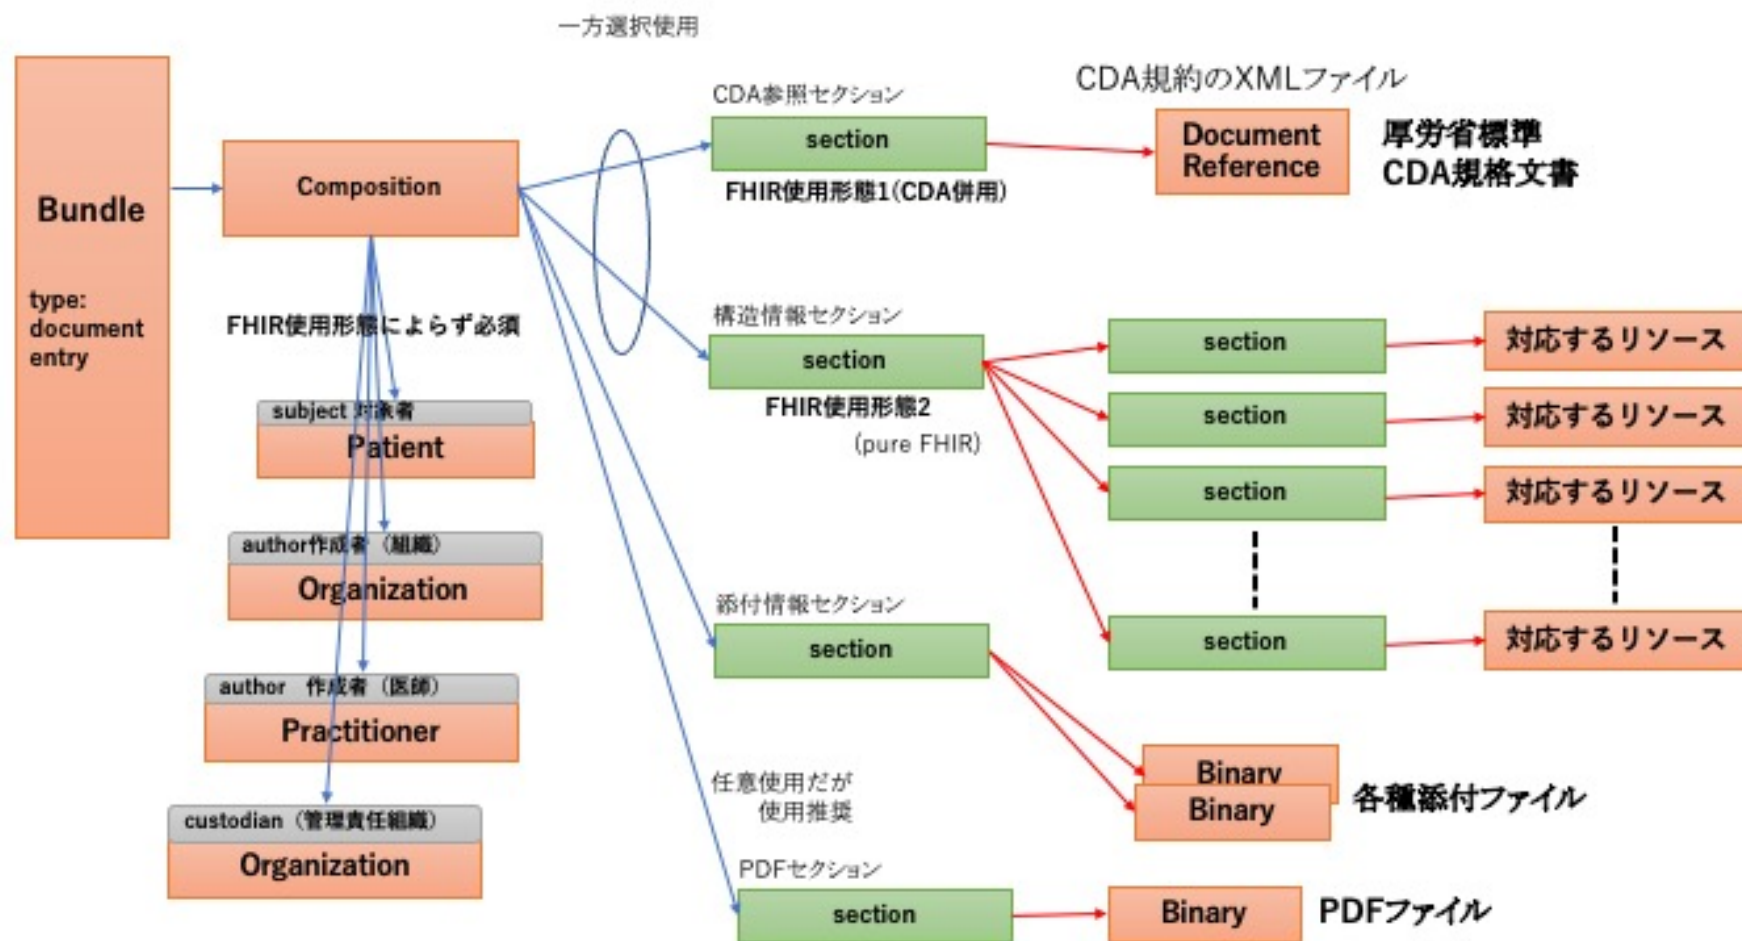 一方選択使用
Bundle
type:
document
entry
Composition
FHIR使用形態によらず必須
subject 対象者
Patient
author作成者（組織）
Organization
author　作成者（医師）
Practitioner
custodian（管理責任組織）
Organization
CDA参照セクション
section
FHIR使用形態1(CDA併用)
CDA規約のXMLファイル
Document
Reference
厚労省標準
CDA規格文書
構造情報セクション
section
FHIR使用形態2
(pure FHIR)
section
対応するリソース
section
対応するリソース
section
対応するリソース
section
対応するリソース
添付情報セクション
section
Binary
Binary
各種添付ファイル
任意使用だが
使用推奨
PDFセクション
section
Binary
PDFファイル